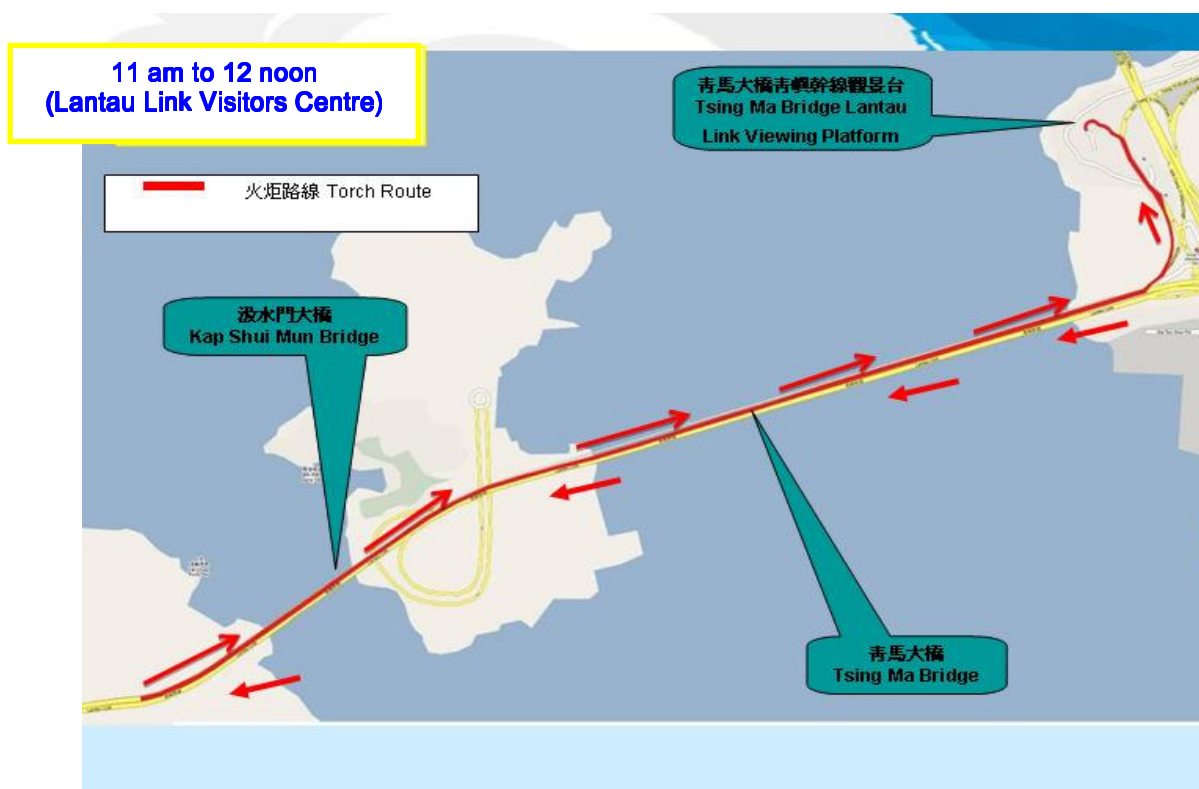 11 am to 12 noon
(Lantau Link Visitors Centre)
青馬大橋青嶼幹線觀景台
Tsing Ma Bridge Lantau
Link Viewing Platform
火炬路線 Torch Route
汲水門大橋
Kap Shui Mun Bridge
青馬大橋
Tsing Ma Bridge